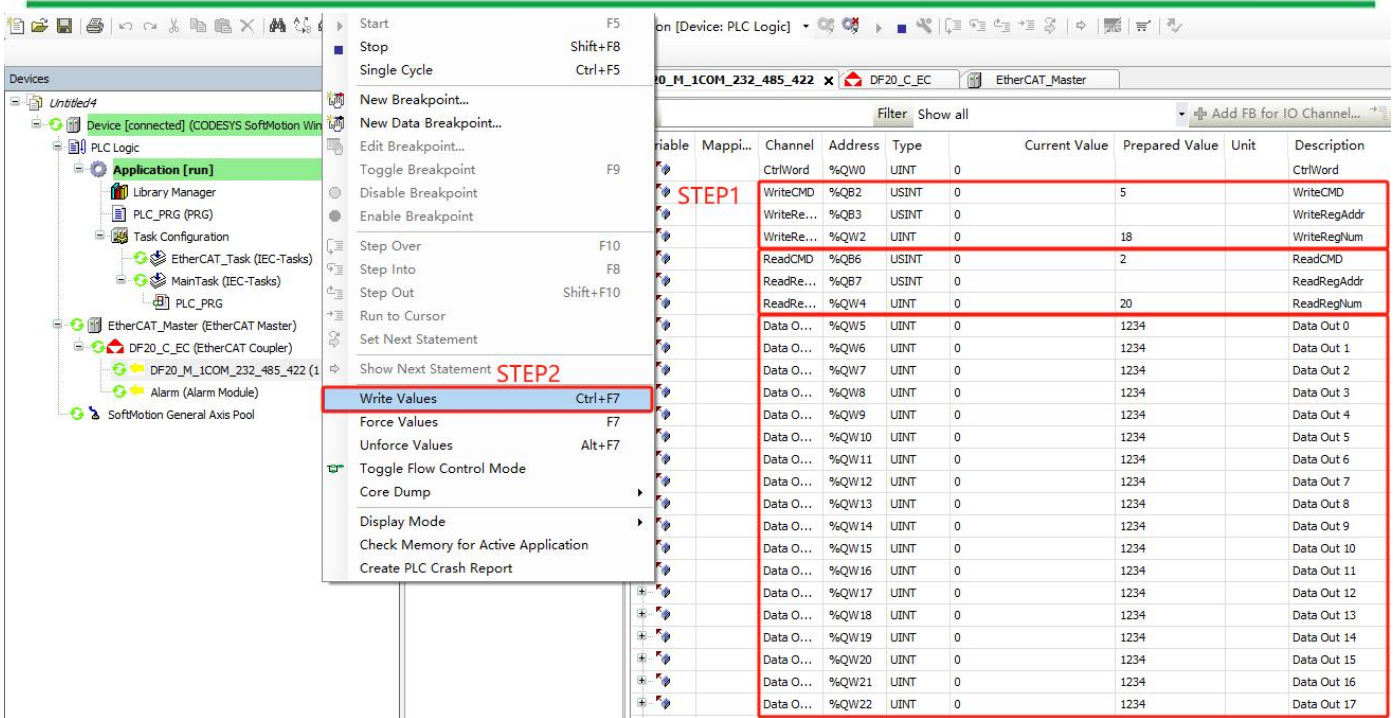 Start F5
Stop Shift+F8
Single Cycle Ctrl+F5
New Breakpoint...
New Data Breakpoint...
Edit Breakpoint...
Toggle Breakpoint F9
Disable Breakpoint
Enable Breakpoint
Step Over F10
Step Into F8
Step Out Shift+F10
Run to Cursor
Set Next Statement
Show Next Statement
STEP2
Write Values Ctrl+F7
Force Values F7
Unforce Values Alt+F7
Toggle Flow Control Mode
Core Dump
Display Mode
Check Memory for Active Application
Create PLC Crash Report
Devices
Untitled4
Device [connected] (CODESYS SoftMotion Win
PLC Logic
Application [run]
Library Manager
PLC_PRG (PRG)
Task Configuration
EtherCAT_Task (IEC-Tasks)
MainTask (IEC-Tasks)
PLC_PRG
EtherCAT_Master (EtherCAT Master)
DF20_C_EC (EtherCAT Coupler)
DF20_M_1COM_232_485_422 (1
Alarm (Alarm Module)
SoftMotion General Axis Pool
on [Device: PLC Logic]
20_M_1COM_232_485_422 DF20_C_EC EtherCAT_Master
Filter Show all Add FB for IO Channel...
riable Mappi... Channel Address Type Current Value Prepared Value Unit Description
CtrlWord %QW0 UINT 0 CtrlWord
STEP1
WriteCMD %QB2 USINT 0 5 WriteCMD
WriteRe... %QB3 USINT 0 WriteRegAddr
WriteRe... %QW2 UINT 0 18 WriteRegNum
ReadCMD %QB6 USINT 0 2 ReadCMD
ReadRe... %QB7 USINT 0 ReadRegAddr
ReadRe... %QW4 UINT 0 20 ReadRegNum
Data O... %QW5 UINT 0 1234 Data Out 0
Data O... %QW6 UINT 0 1234 Data Out 1
Data O... %QW7 UINT 0 1234 Data Out 2
Data O... %QW8 UINT 0 1234 Data Out 3
Data O... %QW9 UINT 0 1234 Data Out 4
Data O... %QW10 UINT 0 1234 Data Out 5
Data O... %QW11 UINT 0 1234 Data Out 6
Data O... %QW12 UINT 0 1234 Data Out 7
Data O... %QW13 UINT 0 1234 Data Out 8
Data O... %QW14 UINT 0 1234 Data Out 9
Data O... %QW15 UINT 0 1234 Data Out 10
Data O... %QW16 UINT 0 1234 Data Out 11
Data O... %QW17 UINT 0 1234 Data Out 12
Data O... %QW18 UINT 0 1234 Data Out 13
Data O... %QW19 UINT 0 1234 Data Out 14
Data O... %QW20 UINT 0 1234 Data Out 15
Data O... %QW21 UINT 0 1234 Data Out 16
Data O... %QW22 UINT 0 1234 Data Out 17